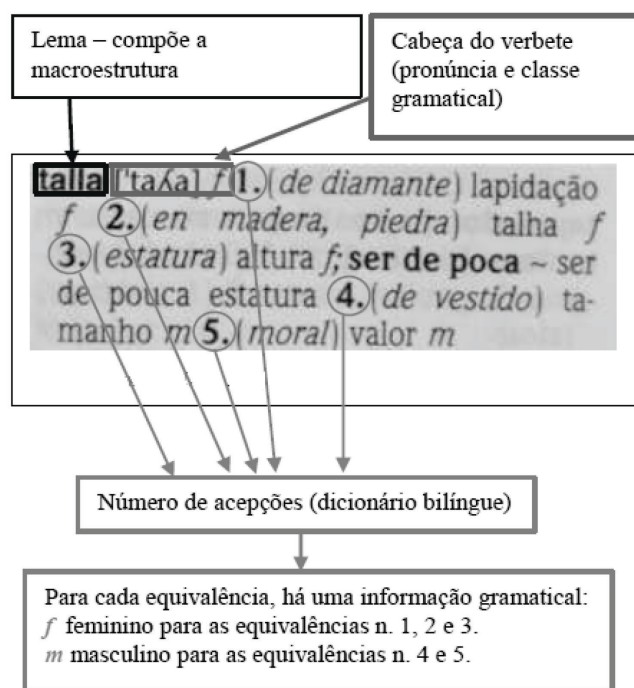 Lema – compõe a
macroestrutura
Cabeça do verbete
(pronúncia e classe
gramatical)
talla ['taʎa] f 1.(de diamante) lapidação
f 2.(en madera, piedra) talha f
3.(estatura) altura f; ser de poca ~ ser
de pouca estatura 4.(de vestido) ta-
manho m 5.(moral) valor m
Número de acepções (dicionário bilíngue)
Para cada equivalência, há uma informação gramatical:
f feminino para as equivalências n. 1, 2 e 3.
m masculino para as equivalências n. 4 e 5.